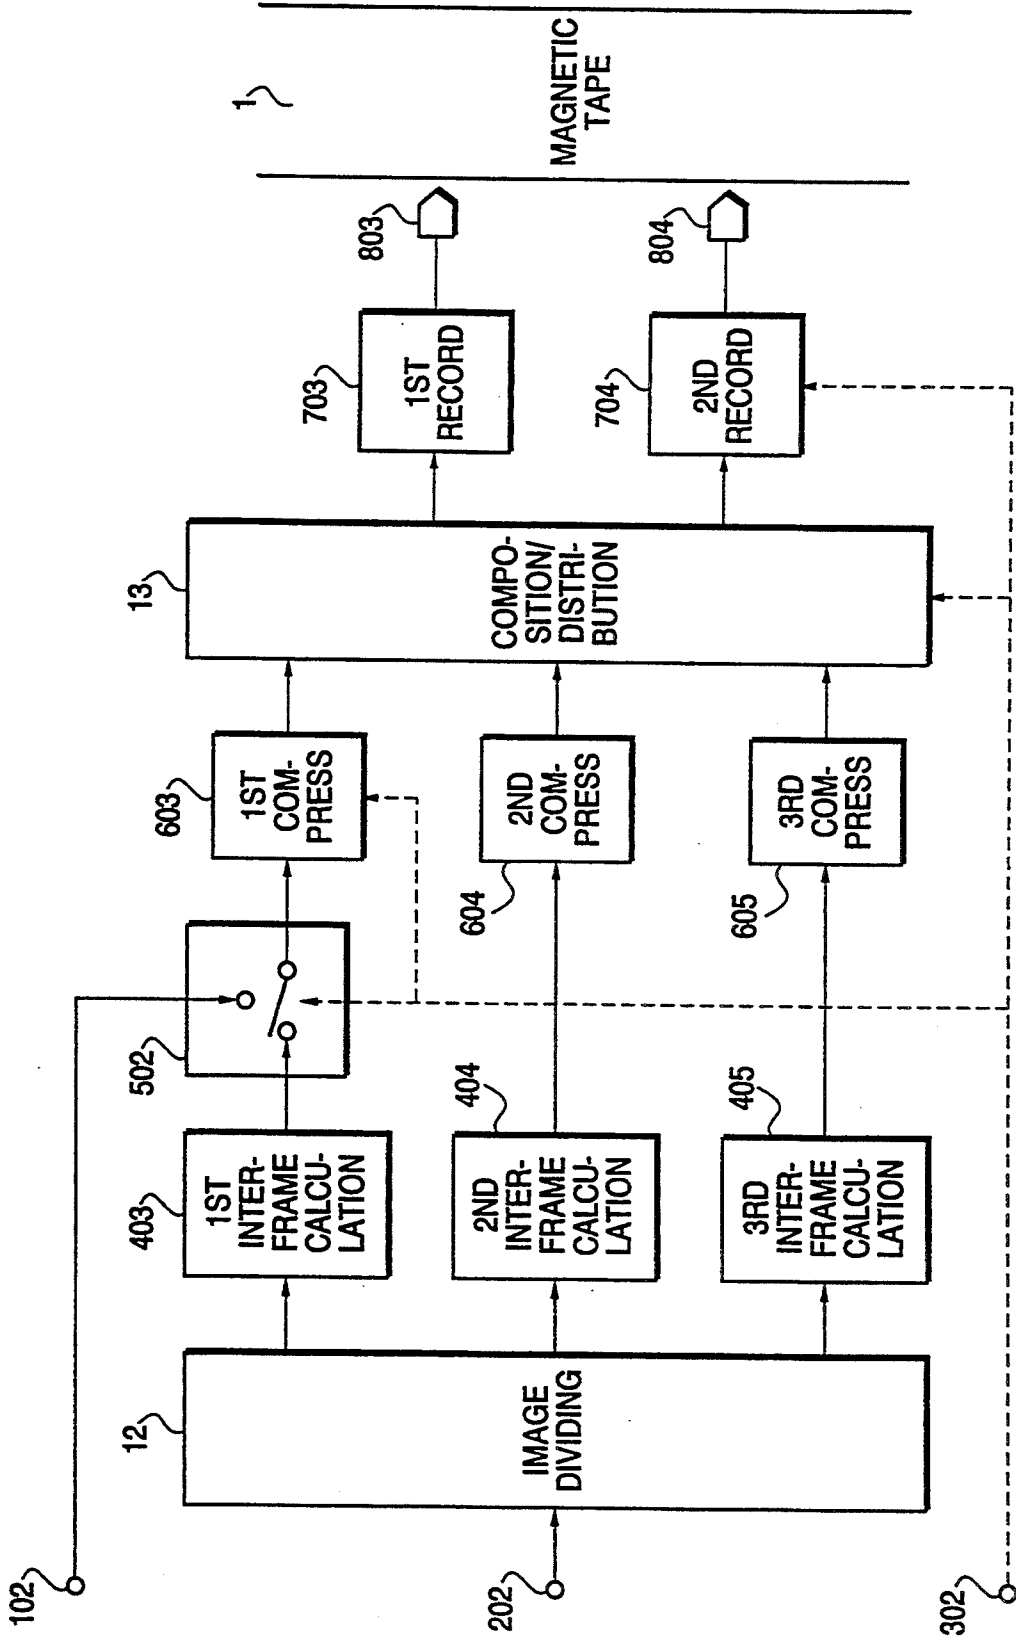 102
202
302
12
IMAGE
DIVIDING
403
1ST
INTER-
FRAME
CALCU-
LATION
404
2ND
INTER-
FRAME
CALCU-
LATION
405
3RD
INTER-
FRAME
CALCU-
LATION
502
603
1ST
COM-
PRESS
604
2ND
COM-
PRESS
605
3RD
COM-
PRESS
13
COMPO-
SITION/
DISTRI-
BUTION
703
1ST
RECORD
704
2ND
RECORD
803
804
1
MAGNETIC
TAPE